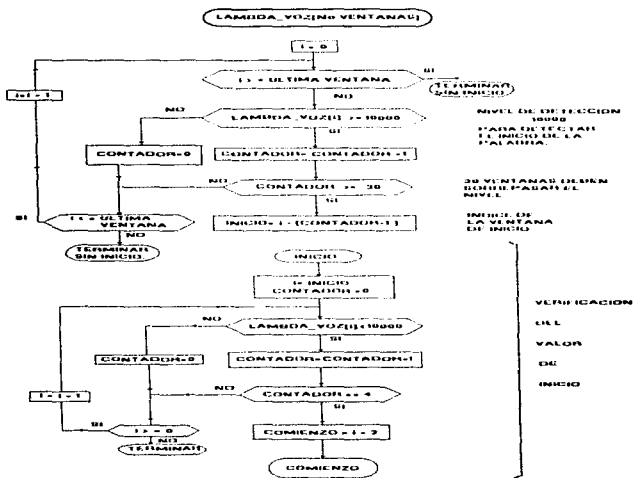 LAMBDA_VOZ[No VENTANAS]
i = 0
i > = ULTIMA VENTANA
SI
TERMINAR
SIN INICIO
NO
LAMBDA_VOZ[i] >= 10000
NO
SI
NIVEL DE DETECCION
10000
PARA DETECTAR
EL INICIO DE LA
PALABRA.
CONTADOR=0
CONTADOR= CONTADOR +1
NO
CONTADOR >= 30
SI
30 VENTANAS DEBEN
SOBREPASAR EL
NIVEL
SI
ULTIMA
VENTANA
NO
TERMINAR
SIN INICIO.
INICIO= i - [CONTADOR-1]
INDICE DE
LA VENTANA
DE INICIO
INICIO
i= INICIO
CONTADOR =0
NO
LAMBDA_VOZ[i]<10000
SI
CONTADOR=0
CONTADOR=CONTADOR+1
NO
CONTADOR == 4
SI
SI
NO
TERMINAR
COMIENZO = i - 2
COMIENZO
VERIFICACION
DEL
VALOR
DE
INICIO